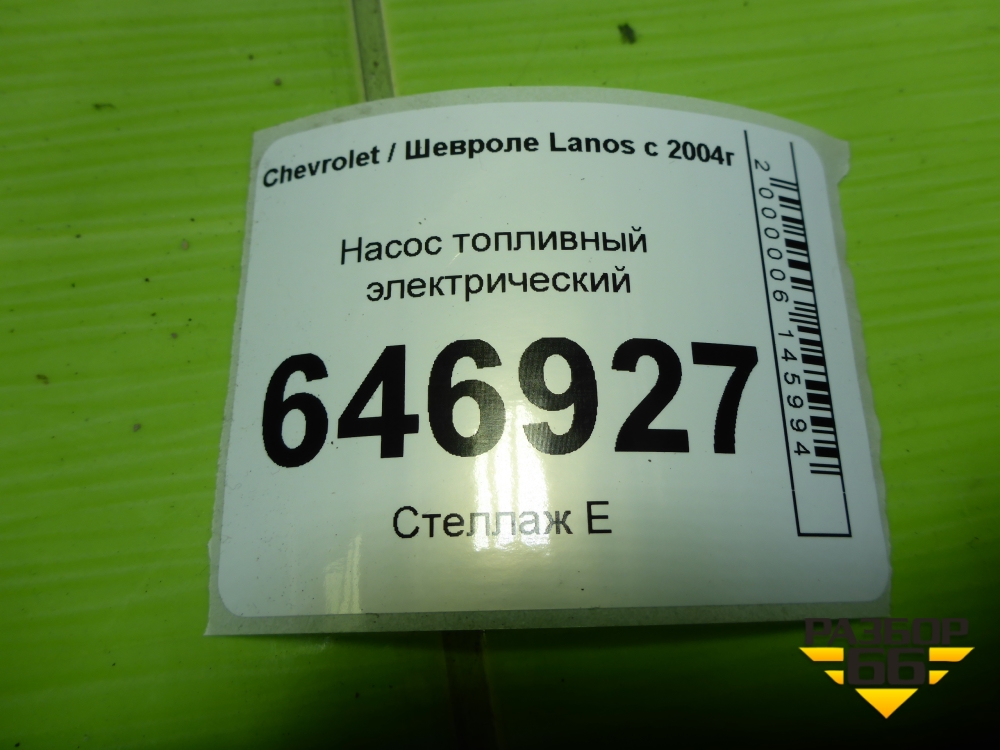 Chevrolet / Шевроле Lanos с 2004г
Насос топливный
электрический
646927
Стеллаж Е
2000006145994
РАЗБОР
66